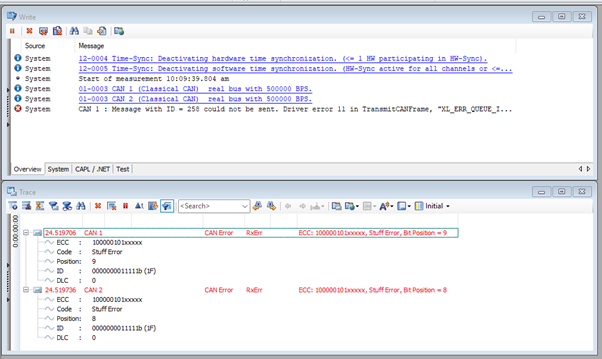 Write
Source Message
System 12-0004 Time-Sync: Deactivating hardware time synchronization. (<= 1 HW participating in HW-Sync).
System 12-0005 Time-Sync: Deactivating software time synchronization. (HW-Sync active for all channels or <=...
System Start of measurement 10:09:39.804 am
System 01-0003 CAN 1 (Classical CAN) real bus with 500000 BPS.
System 01-0003 CAN 2 (Classical CAN) real bus with 500000 BPS.
System CAN 1 : Message with ID = 258 could not be sent. Driver error 11 in TransmitCANFrame, "XL_ERR_QUEUE_I...
Overview System CAPL / .NET Test
Trace
<Search> Initial
0:00:00:00
24.519706 CAN 1 CAN Error RxErr ECC: 100000101xxxxx, Stuff Error, Bit Position = 9
ECC : 100000101xxxxx
Code : Stuff Error
Position: 9
ID : 0000000011111b (1F)
DLC : 0
24.519736 CAN 2 CAN Error RxErr ECC: 100000101xxxxx, Stuff Error, Bit Position = 8
ECC : 100000101xxxxx
Code : Stuff Error
Position: 8
ID : 0000000011111b (1F)
DLC : 0